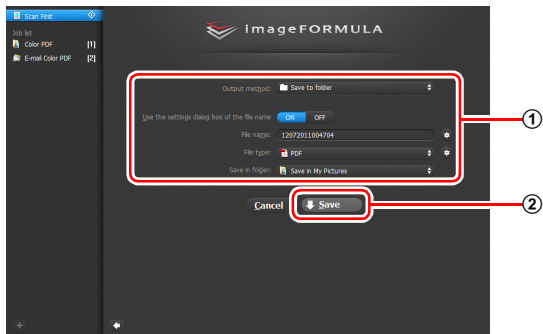 Scan First
Job list
Color PDF [1]
E-mail Color PDF [2]
imageFORMULA
Output method: Save to folder
Use the settings dialog box of the file name ON OFF
File name: 12072011004704
File type: PDF
Save in folder: Save in My Pictures
Cancel Save
1
2